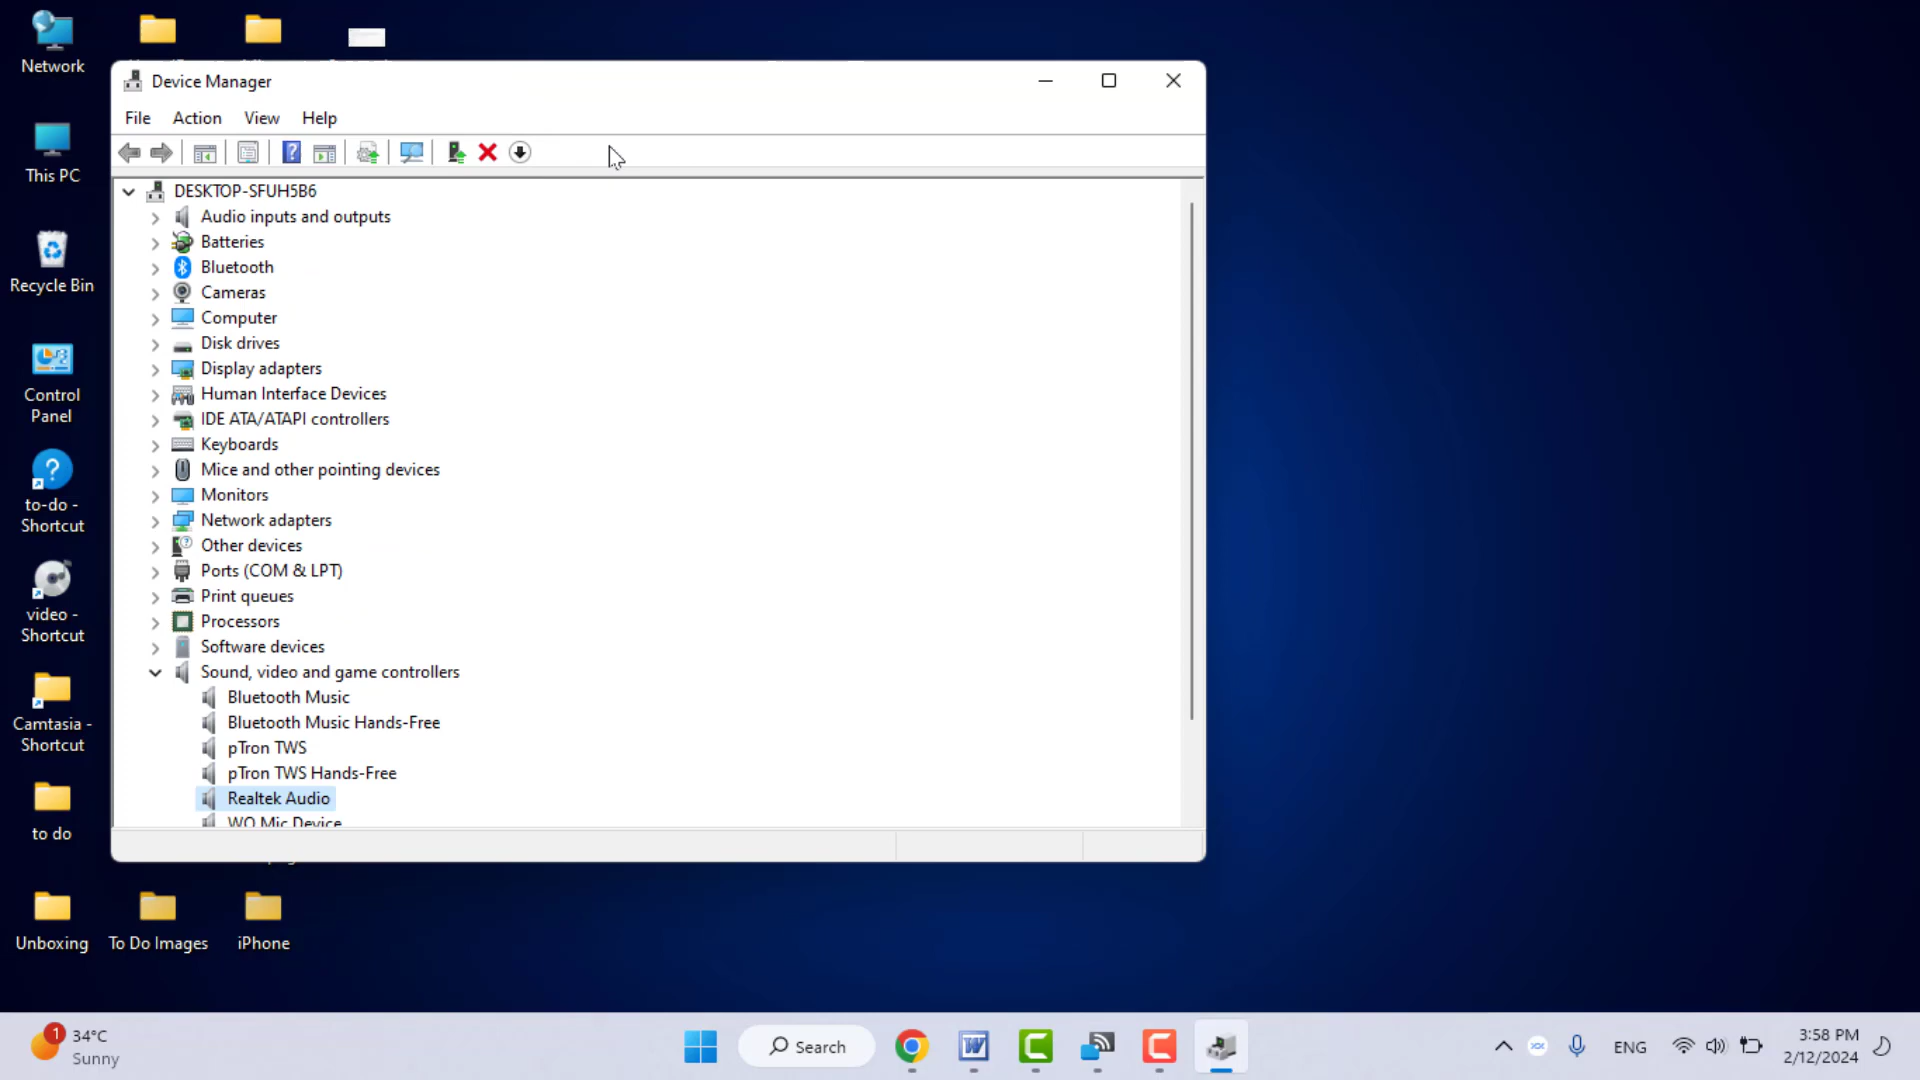 Network
This PC
Recycle Bin
Control
Panel
to-do -
Shortcut
video -
Shortcut
Camtasia -
Shortcut
to do
Unboxing
To Do Images
iPhone
Device Manager
File Action View Help
DESKTOP-SFUH5B6
Audio inputs and outputs
Batteries
Bluetooth
Cameras
Computer
Disk drives
Display adapters
Human Interface Devices
IDE ATA/ATAPI controllers
Keyboards
Mice and other pointing devices
Monitors
Network adapters
Other devices
Ports (COM & LPT)
Print queues
Processors
Software devices
Sound, video and game controllers
Bluetooth Music
Bluetooth Music Hands-Free
pTron TWS
pTron TWS Hands-Free
Realtek Audio
WO Mic Device
1
34°C
Sunny
Search
ENG
3:58 PM
2/12/2024